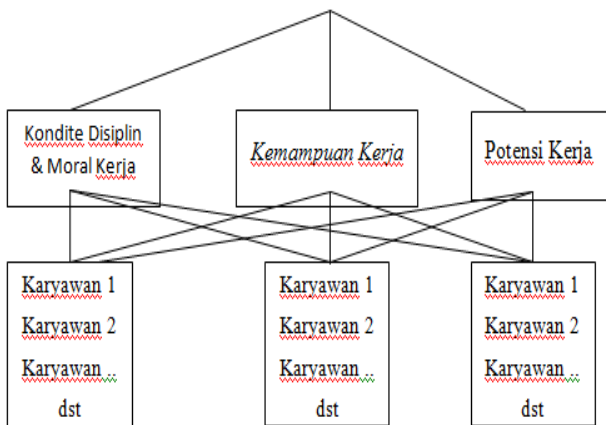 Kondite Disiplin
& Moral Kerja
Kemampuan Kerja
Potensi Kerja
Karyawan 1
Karyawan 2
Karyawan ..
dst
Karyawan 1
Karyawan 2
Karyawan ..
dst
Karyawan 1
Karyawan 2
Karyawan ..
dst